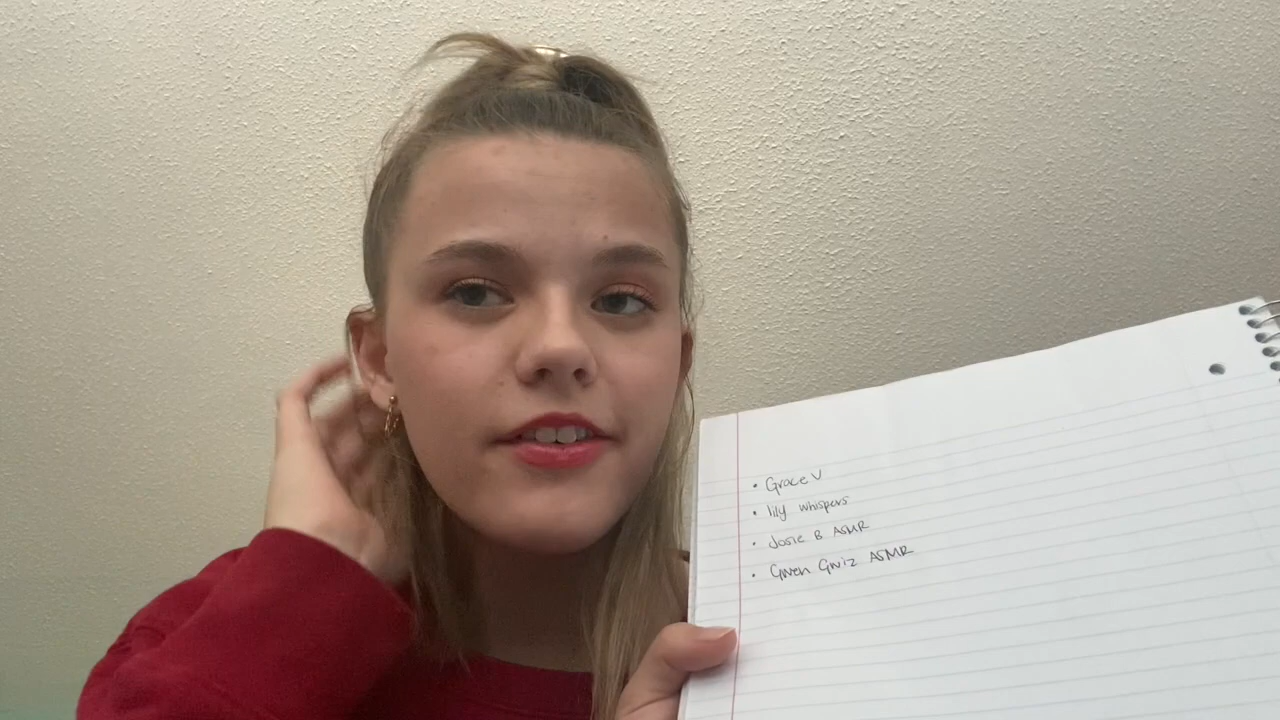 • Grace V
• lily whispers
• Josie B ASMR
• Gwen Gwiz ASMR